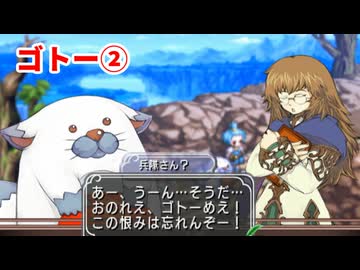 ゴトー②
兵隊さん？
あー、うーん…そうだ…
おのれえ、ゴトーめえ！
この恨みは忘れんぞー！